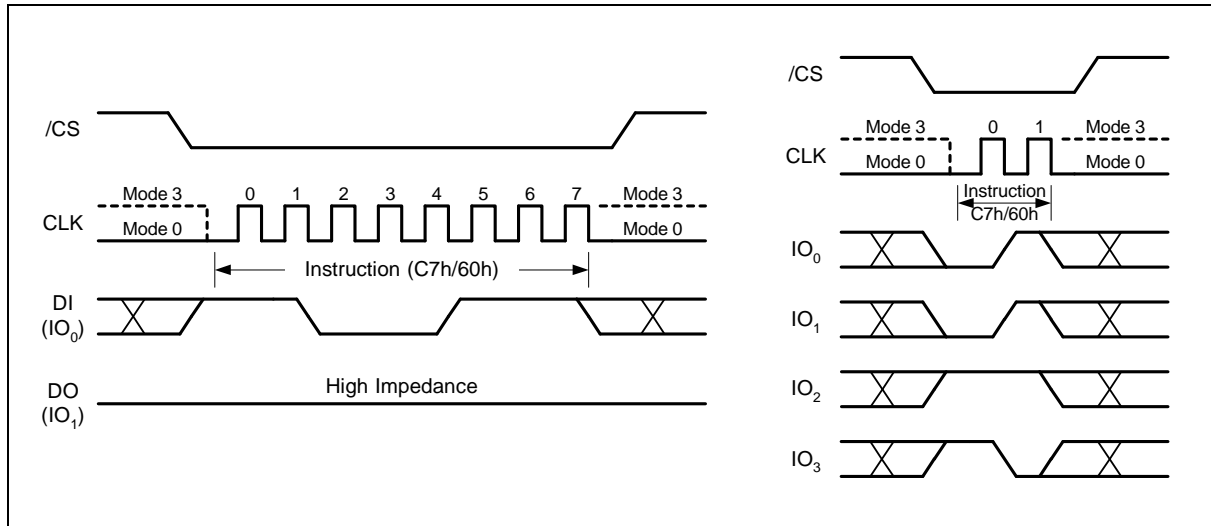 /CS
Mode 3 0 1 2 3 4 5 6 7 Mode 3
CLK
Mode 0 Mode 0
Instruction (C7h/60h)
DI
(IO0)
High Impedance
DO
(IO1)
/CS
Mode 3 0 1 Mode 3
CLK
Mode 0 Mode 0
Instruction
C7h/60h
IO0
IO1
IO2
IO3